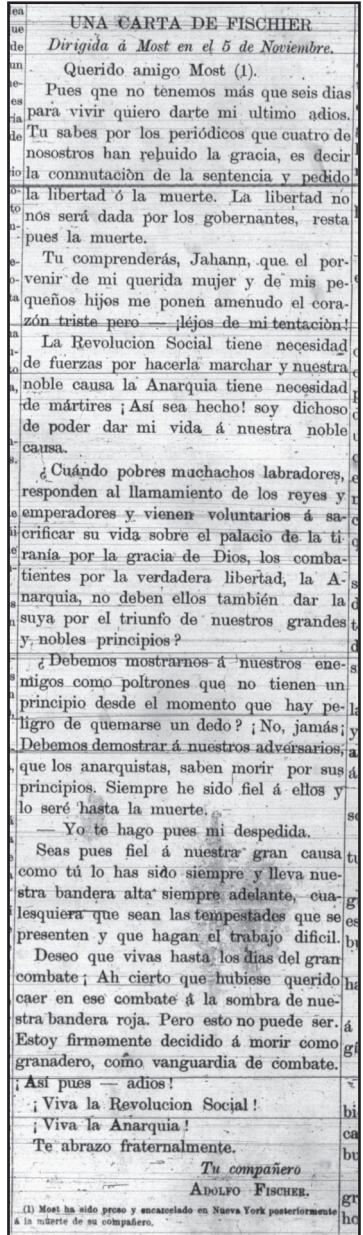 UNA CARTA DE FISCHIER
Dirigida á Most en el 5 de Noviembre.
Querido amigo Most (1).
Pues qne no tenemos más que seis dias
para vivir quiero darte mi ultimo adios.
Tu sabes por los periódicos que cuatro de
nosostros han rehuido la gracia, es decir
la conmutación de la sentencia y pedido
la libertad ó la muerte. La libertad no
nos será dada por los gobernantes, resta
pues la muerte.
Tu comprenderás, Jahann, que el por-
venir de mi querida mujer y de mis pe-
queños hijos me ponen amenudo el cora-
zón triste pero — ¡léjos de mi tentaciòn!
La Revolucion Social tiene necesidad
de fuerzas por hacerla marchar y nuestra
noble causa la Anarquia tiene necesidad
de mártires ¡Así sea hecho! soy dichoso
de poder dar mi vida á nuestra noble
causa.
¿Cuándo pobres muchachos labradores,
responden al llamamiento de los reyes y
emperadores y vienen voluntarios á sa-
crificar su vida sobre el palacio de la ti
ranía por la gracia de Dios, los comba-
tientes por la verdadera libertad, la A-
narquia, no deben ellos también dar la
suya por el triunfo de nuestros grandes
y nobles principios?
¿Debemos mostrarnos á nuestros ene-
migos como poltrones que no tienen un
principio desde el momento que hay pe-
ligro de quemarse un dedo? ¡No, jamás¡
Debemos demostrar á nuestros adversarios,
que los anarquistas, saben morir por sus
principios. Siempre he sido fiel á ellos y
lo seré hasta la muerte.
— Yo te hago pues mi despedida.
Seas pues fiel á nuestra gran causa
como tú lo has sido siempre y lleva nue-
stra bandera alta siempre adelante, cua-
lesquiera que sean las tempestades que se
presenten y que hagan el trabajo dificil.
Deseo que vivas hasta los dias del gran
combate ¡Ah cierto que hubiese querido
caer en ese combate á la sombra de nue-
stra bandera roja. Pero esto no puede ser.
Estoy firmemente decidido á morir como
granadero, como vanguardia de combate.
¡Así pues — adios!
¡Viva la Revolucion Social!
¡Viva la Anarquia!
Te abrazo fraternalmente.
Tu compañero
ADOLFO FISCHER.
(1) Most ha sido preso y encarcelado en Nueva York posteriormente
á la muerte de su compañero.